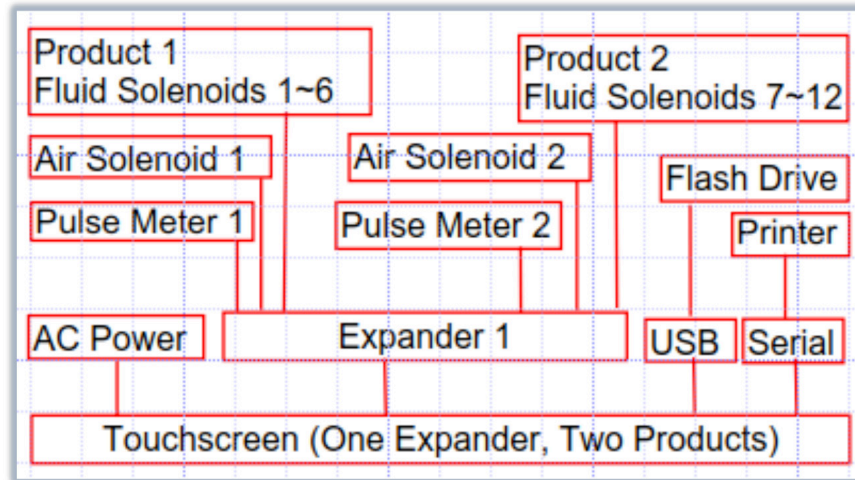 Product 1
Fluid Solenoids 1~6
Product 2
Fluid Solenoids 7~12
Air Solenoid 1
Air Solenoid 2
Flash Drive
Pulse Meter 1
Pulse Meter 2
Printer
AC Power
Expander 1
USB
Serial
Touchscreen (One Expander, Two Products)